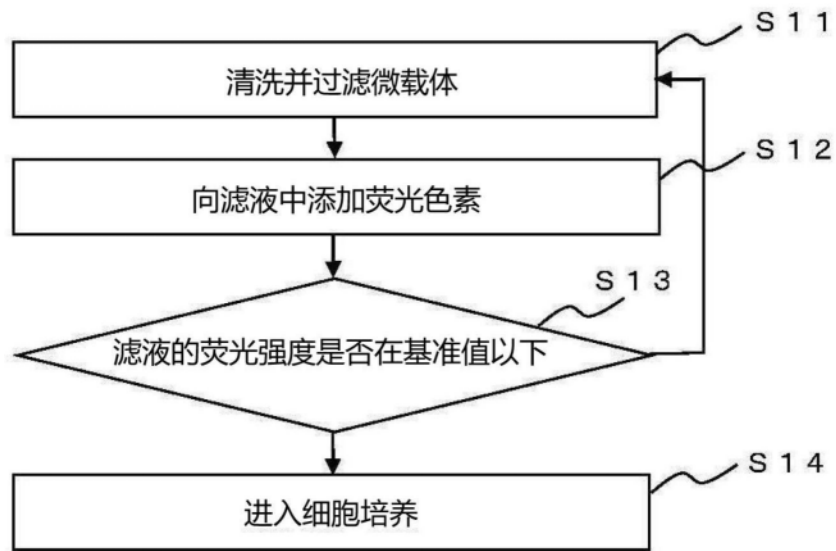 Ｓ１１
清洗并过滤微载体
Ｓ１２
向滤液中添加荧光色素
Ｓ１３
滤液的荧光强度是否在基准值以下
Ｓ１４
进入细胞培养